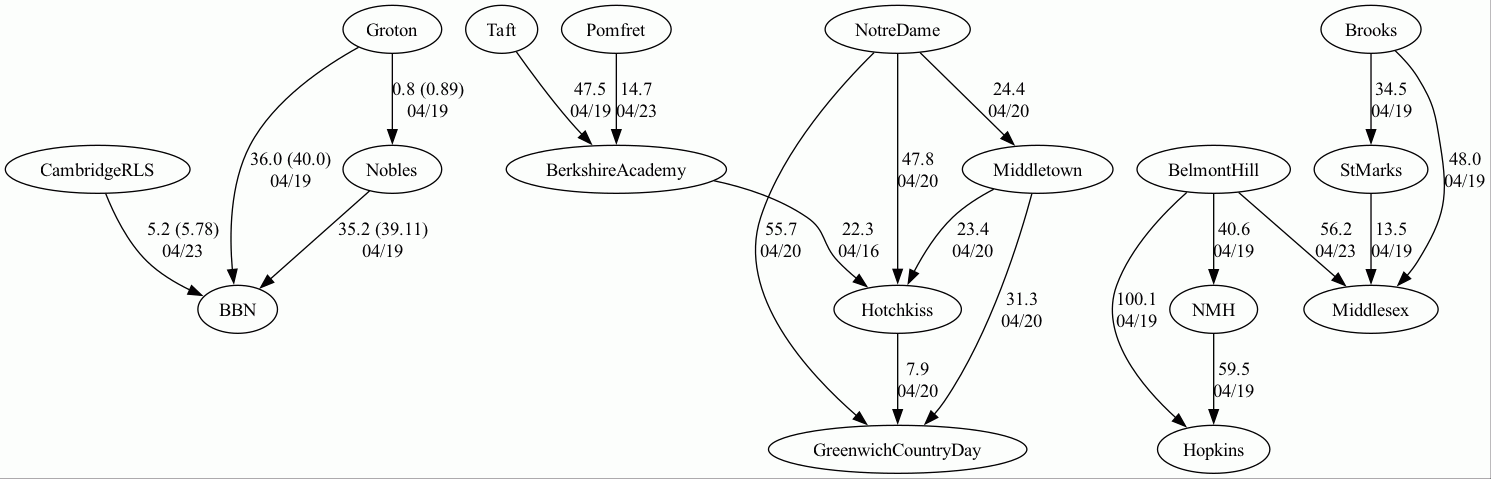 Groton
Taft
Pomfret
NotreDame
Brooks
0.8 (0.89)
04/19
47.5
04/19
14.7
04/23
24.4
04/20
34.5
04/19
CambridgeRLS
36.0 (40.0)
04/19
Nobles
BerkshireAcademy
47.8
04/20
Middletown
BelmontHill
StMarks
48.0
04/19
5.2 (5.78)
04/23
35.2 (39.11)
04/19
55.7
04/20
22.3
04/16
23.4
04/20
40.6
04/19
56.2
04/23
13.5
04/19
BBN
Hotchkiss
31.3
04/20
100.1
04/19
NMH
Middlesex
7.9
04/20
59.5
04/19
GreenwichCountryDay
Hopkins